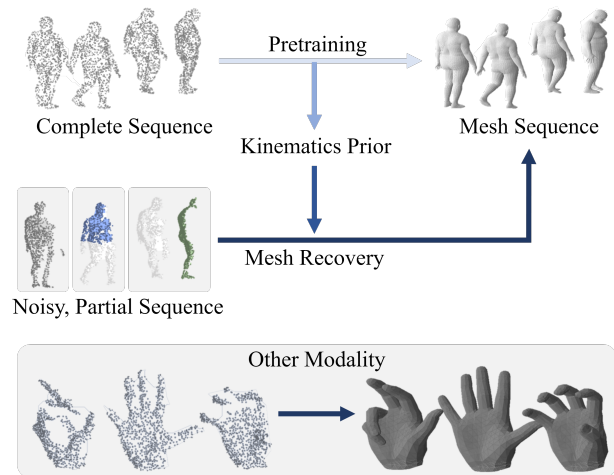 Pretraining
Complete Sequence
Mesh Sequence
Kinematics Prior
Mesh Recovery
Noisy, Partial Sequence
Other Modality